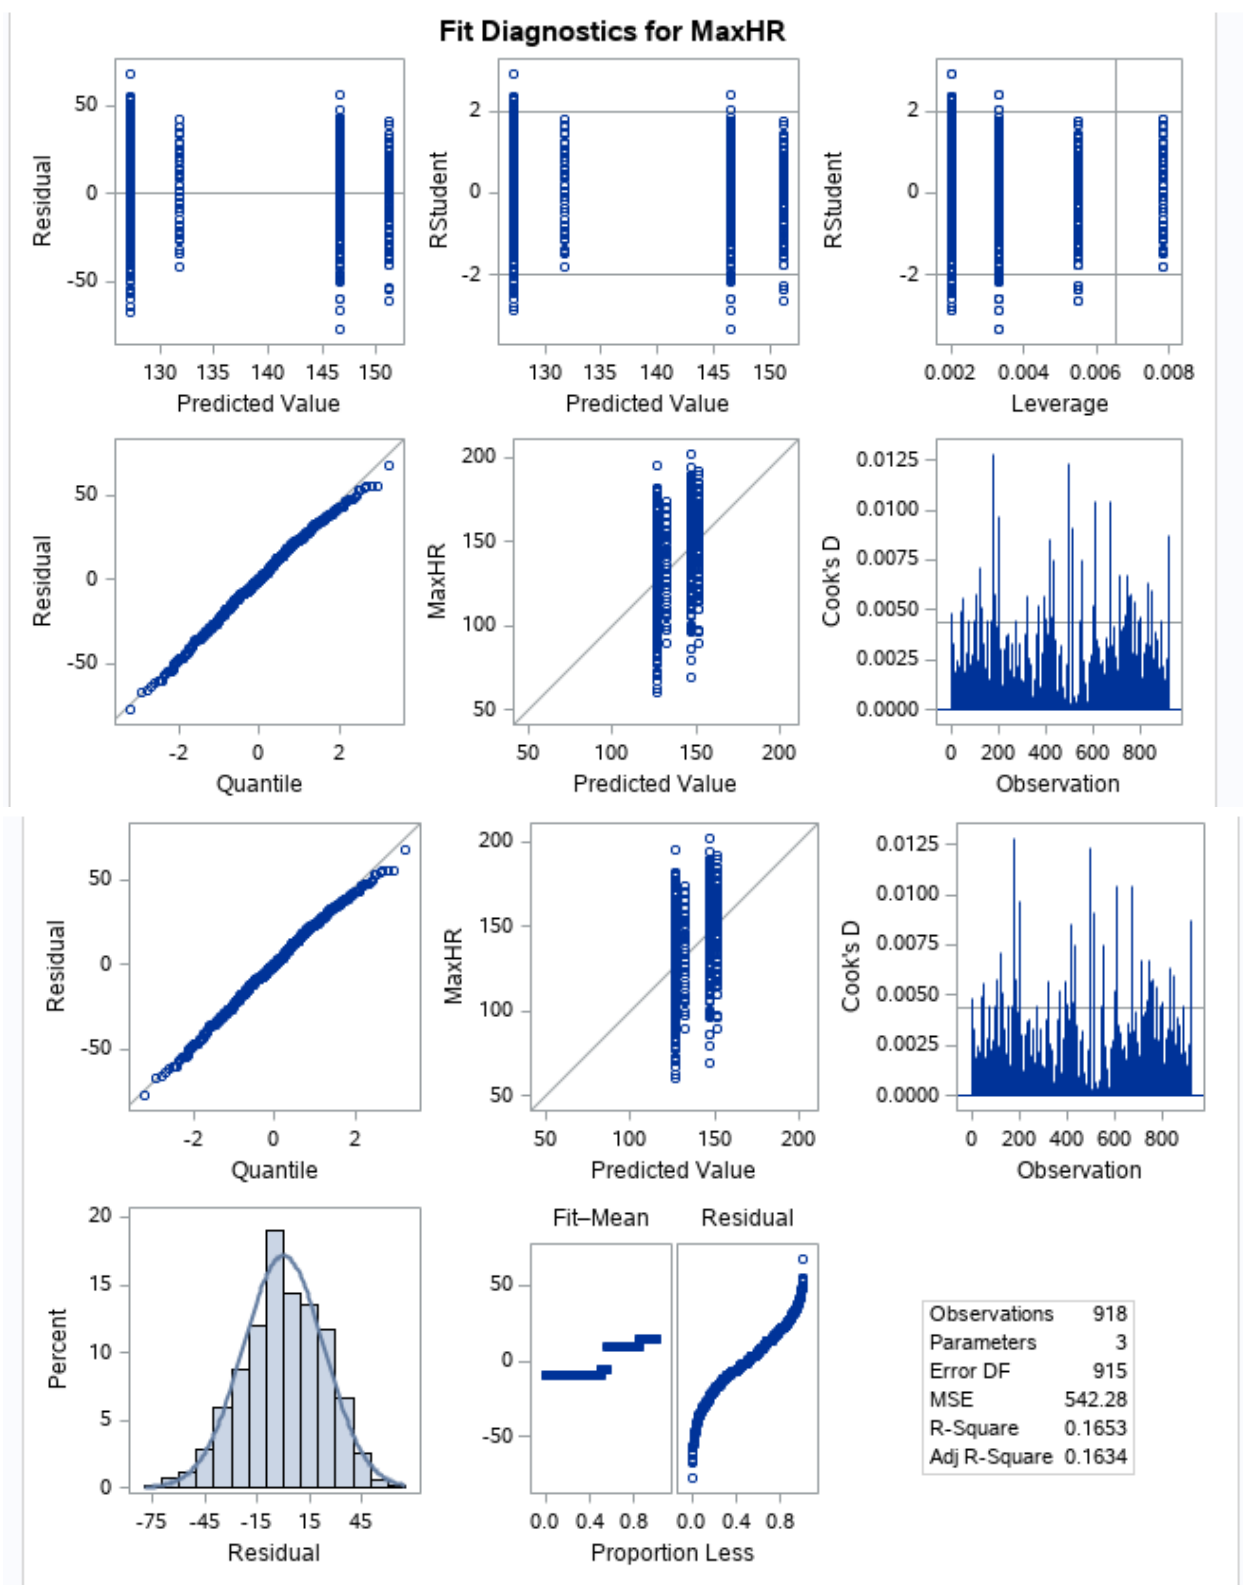 Fit Diagnostics for MaxHR
Residual
50
0
-50
130 135 140 145 150
Predicted Value
RStudent
2
0
-2
130 135 140 145 150
Predicted Value
RStudent
2
0
-2
0.002 0.004 0.006 0.008
Leverage
Residual
50
0
-50
-2 0 2
Quantile
MaxHR
200
150
100
50
50 100 150 200
Predicted Value
Cook's D
0.0125
0.0100
0.0075
0.0050
0.0025
0.0000
0 200 400 600 800
Observation
Residual
50
0
-50
-2 0 2
Quantile
MaxHR
200
150
100
50
50 100 150 200
Predicted Value
Cook's D
0.0125
0.0100
0.0075
0.0050
0.0025
0.0000
0 200 400 600 800
Observation
Percent
20
15
10
5
0
-75 -45 -15 15 45
Residual
Fit–Mean Residual
50
0
-50
0.0 0.4 0.8 0.0 0.4 0.8
Proportion Less
Observations 918
Parameters 3
Error DF 915
MSE 542.28
R-Square 0.1653
Adj R-Square 0.1634